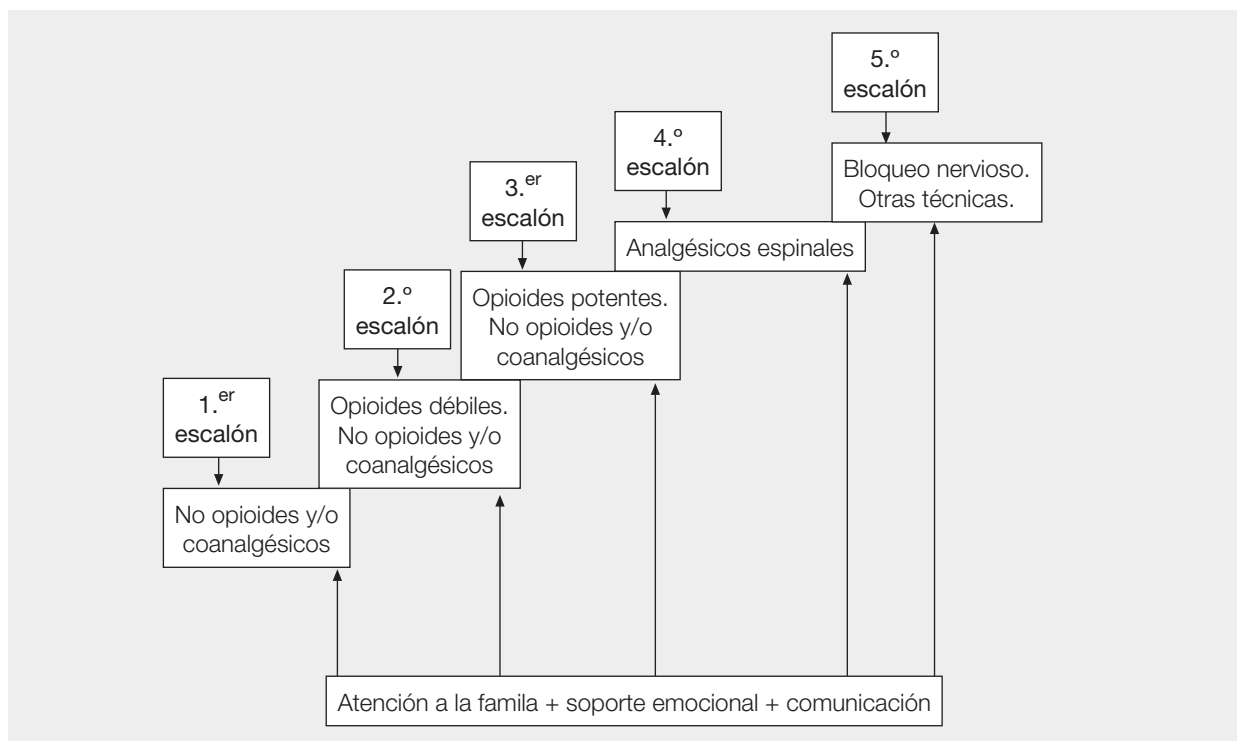 1.er
escalón
No opioides y/o
coanalgésicos
2.º
escalón
Opioides débiles.
No opioides y/o
coanalgésicos
3.er
escalón
Opioides potentes.
No opioides y/o
coanalgésicos
4.º
escalón
Analgésicos espinales
5.º
escalón
Bloqueo nervioso.
Otras técnicas.
Atención a la famila + soporte emocional + comunicación